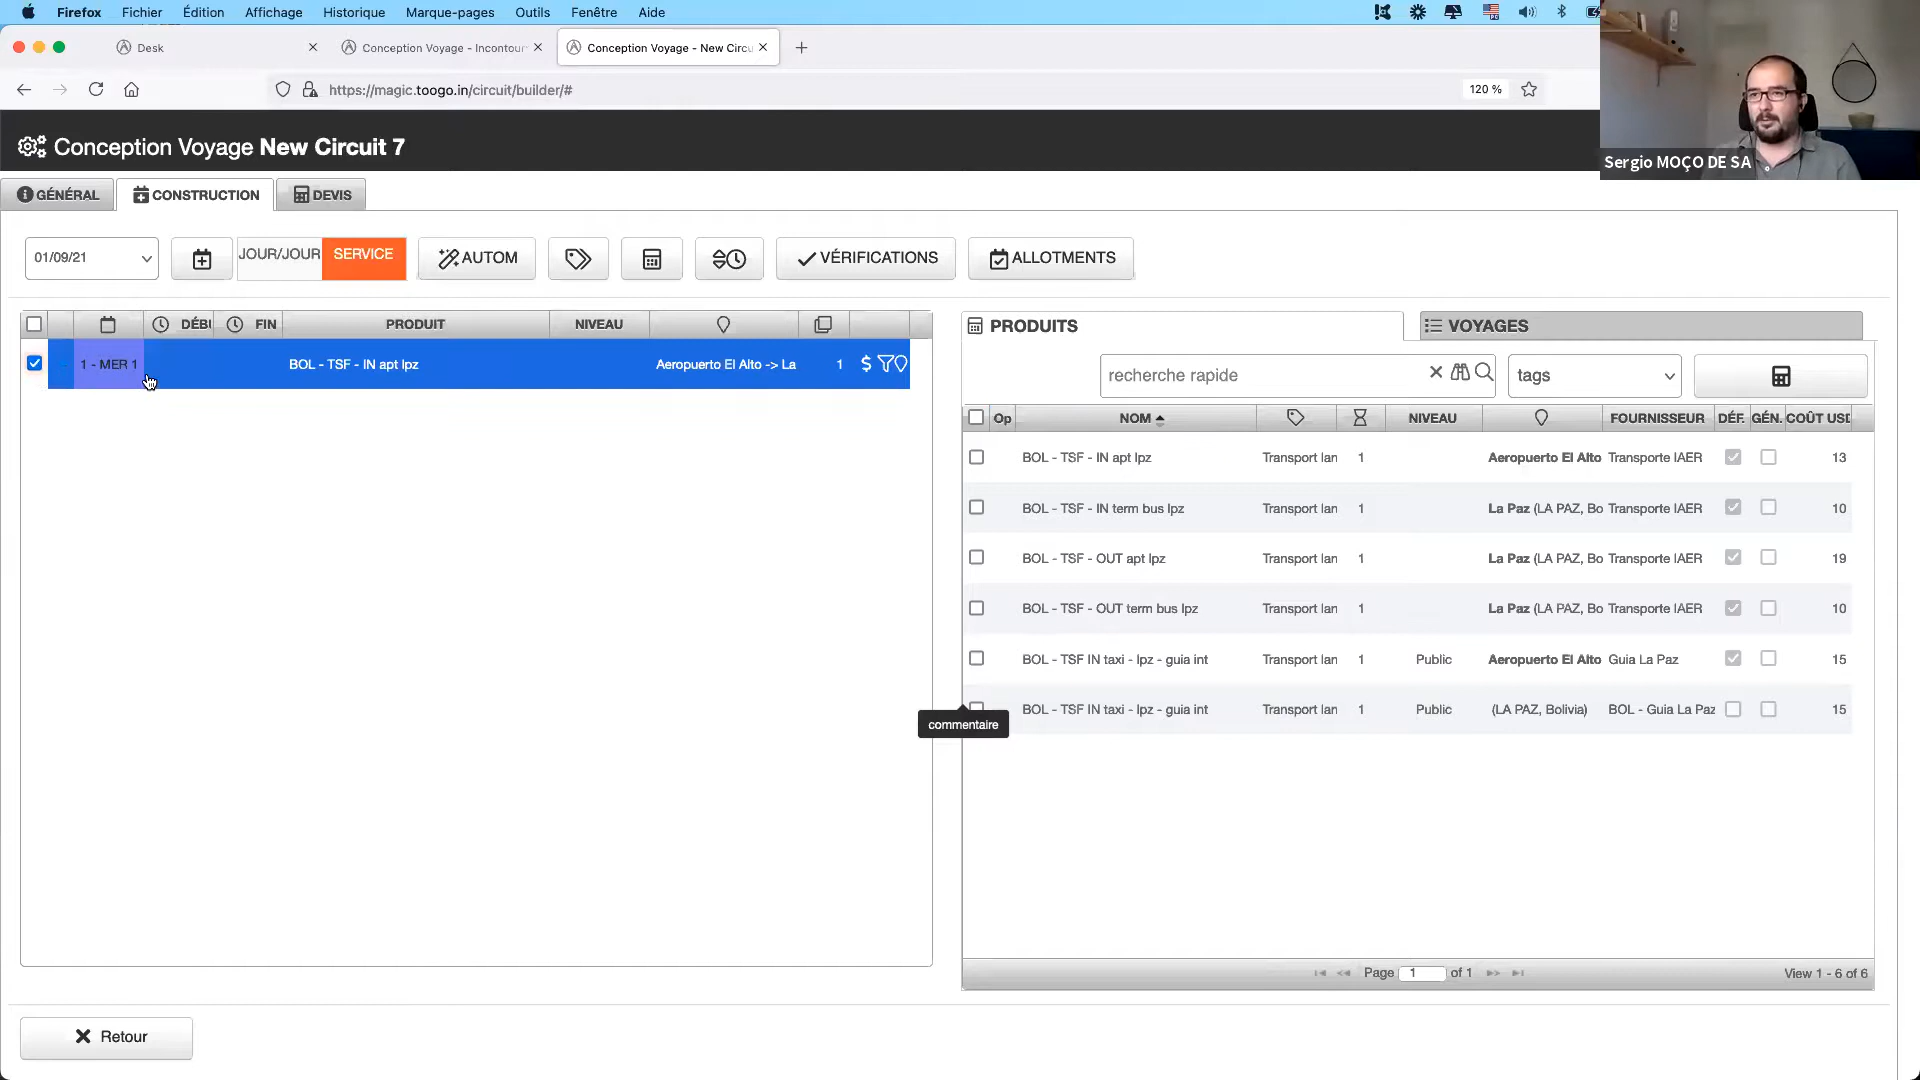 Firefox Fichier Édition Affichage Historique Marque-pages Outils Fenêtre Aide
Desk
Conception Voyage - Incontour
Conception Voyage - New Circu
https://magic.toogo.in/circuit/builder/#
120 %
Conception Voyage New Circuit 7
Sergio MOÇO DE SA
GÉNÉRAL CONSTRUCTION DEVIS
01/09/21 JOUR/JOUR SERVICE AUTOM VÉRIFICATIONS ALLOTMENTS
DÉBU FIN PRODUIT NIVEAU
1 - MER 1 BOL - TSF - IN apt lpz Aeropuerto El Alto -> La 1
PRODUITS VOYAGES
recherche rapide tags
Op NOM NIVEAU FOURNISSEUR DÉF. GÉN. COÛT USD
BOL - TSF - IN apt lpz Transport lan 1 Aeropuerto El Alto Transporte IAER 13
BOL - TSF - IN term bus lpz Transport lan 1 La Paz (LA PAZ, Bo Transporte IAER 10
BOL - TSF - OUT apt lpz Transport lan 1 La Paz (LA PAZ, Bo Transporte IAER 19
BOL - TSF - OUT term bus lpz Transport lan 1 La Paz (LA PAZ, Bo Transporte IAER 10
BOL - TSF IN taxi - lpz - guia int Transport lan 1 Public Aeropuerto El Alto Guia La Paz 15
BOL - TSF IN taxi - lpz - guia int Transport lan 1 Public (LA PAZ, Bolivia) BOL - Guia La Paz 15
commentaire
Page 1 of 1 View 1 - 6 of 6
Retour